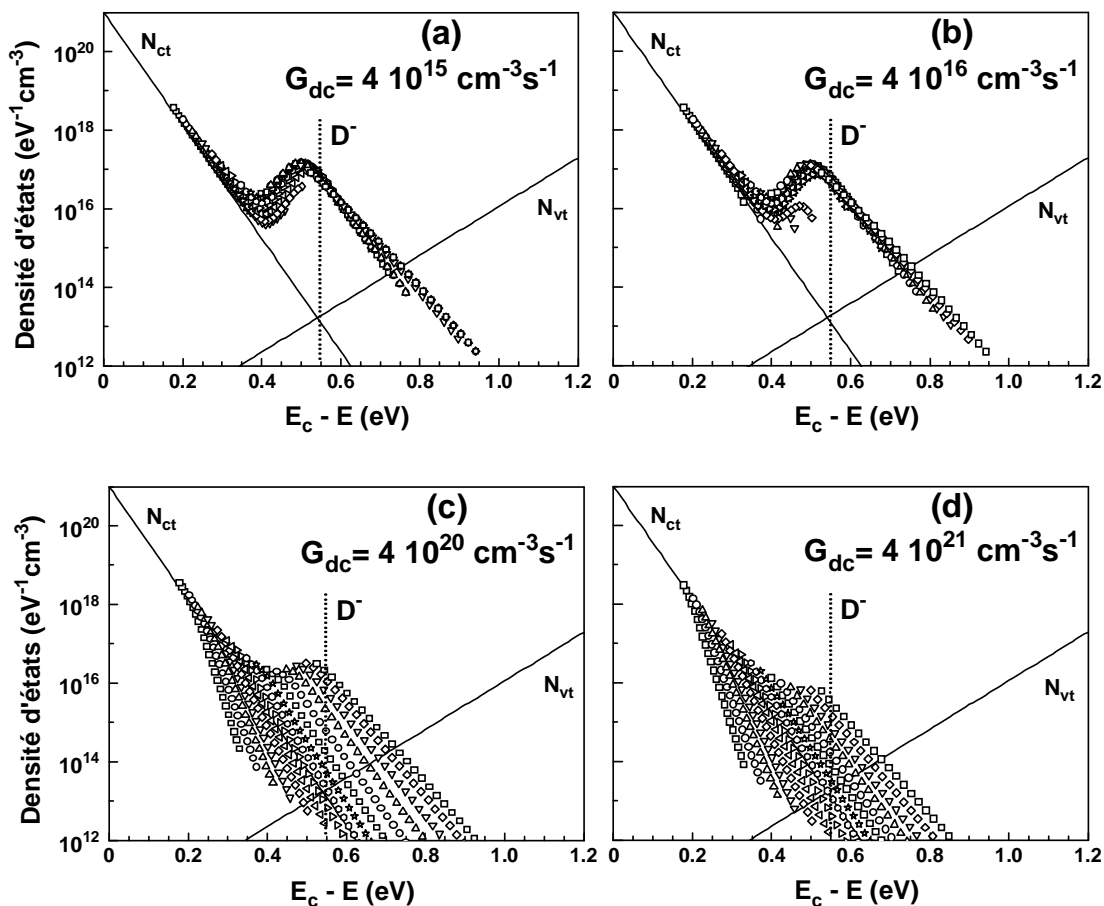 (a)
G_dc= 4 10^15 cm^-3s^-1
N_ct
D^-
N_vt
Densité d'états (eV^-1cm^-3)
10^20
10^18
10^16
10^14
10^12
0 0.2 0.4 0.6 0.8 1.0 1.2
E_c - E (eV)
(b)
G_dc= 4 10^16 cm^-3s^-1
N_ct
D^-
N_vt
0 0.2 0.4 0.6 0.8 1.0 1.2
E_c - E (eV)
(c)
G_dc= 4 10^20 cm^-3s^-1
N_ct
D^-
N_vt
Densité d'états (eV^-1cm^-3)
10^20
10^18
10^16
10^14
10^12
0 0.2 0.4 0.6 0.8 1.0 1.2
E_c - E (eV)
(d)
G_dc= 4 10^21 cm^-3s^-1
N_ct
D^-
N_vt
0 0.2 0.4 0.6 0.8 1.0 1.2
E_c - E (eV)